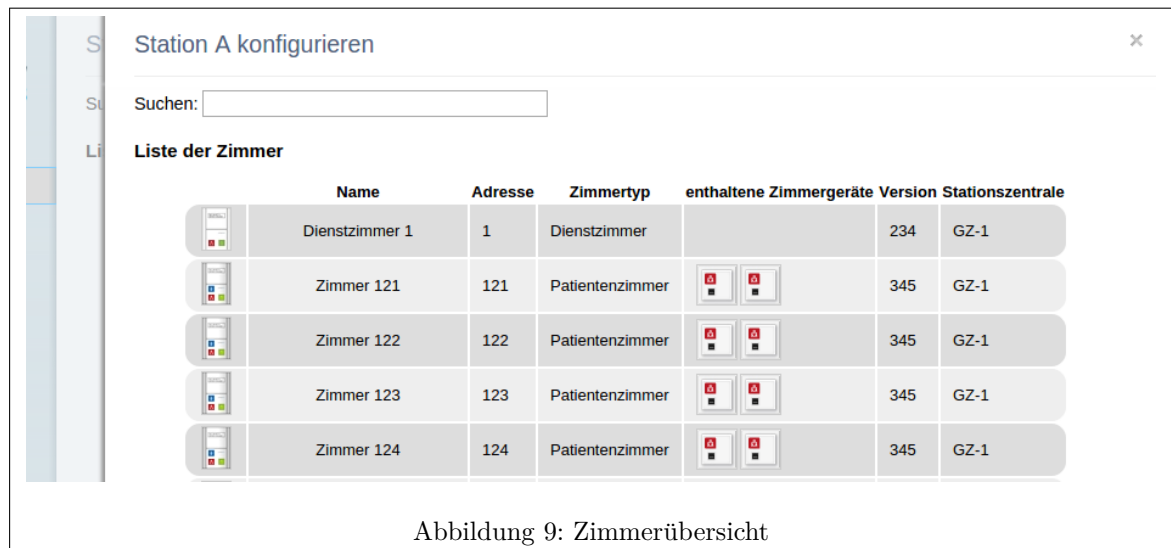 S
Station A konfigurieren
×
Su
Suchen:
Li
Liste der Zimmer
Name Adresse Zimmertyp enthaltene Zimmergeräte Version Stationszentrale
Dienstzimmer 1 1 Dienstzimmer 234 GZ-1
Zimmer 121 121 Patientenzimmer 345 GZ-1
Zimmer 122 122 Patientenzimmer 345 GZ-1
Zimmer 123 123 Patientenzimmer 345 GZ-1
Zimmer 124 124 Patientenzimmer 345 GZ-1
Abbildung 9: Zimmerübersicht